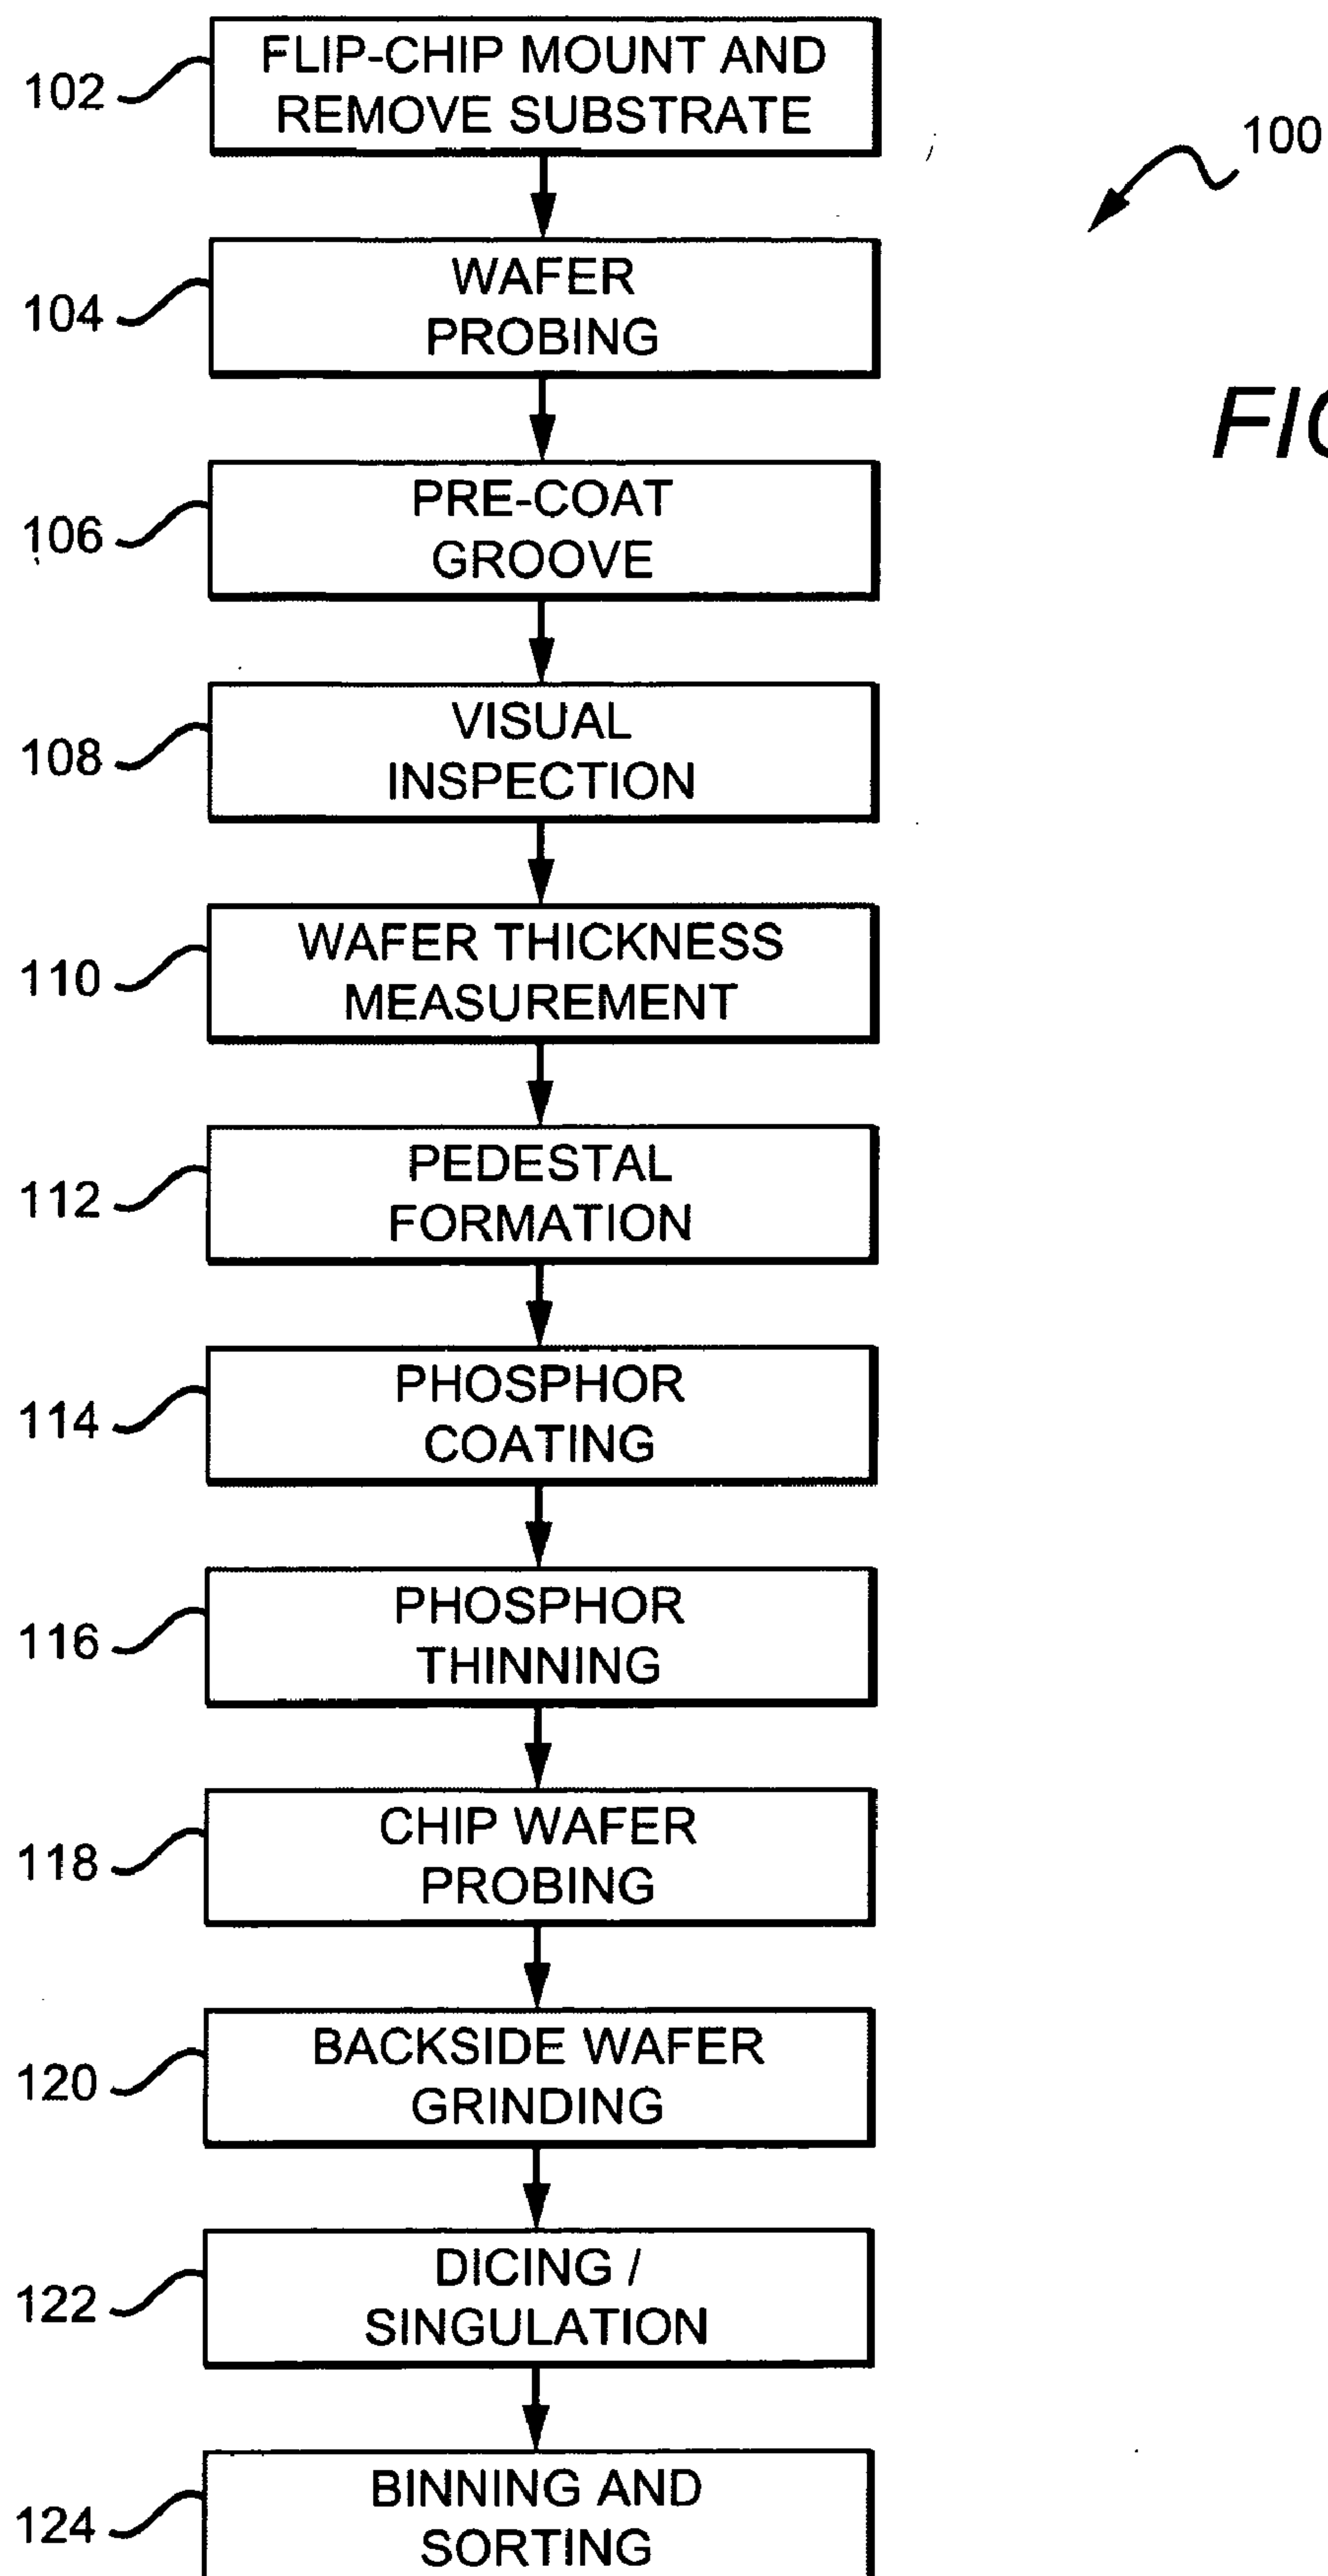 102
FLIP-CHIP MOUNT AND
REMOVE SUBSTRATE
100
104
WAFER
PROBING
FIG
106
PRE-COAT
GROOVE
108
VISUAL
INSPECTION
110
WAFER THICKNESS
MEASUREMENT
112
PEDESTAL
FORMATION
114
PHOSPHOR
COATING
116
PHOSPHOR
THINNING
118
CHIP WAFER
PROBING
120
BACKSIDE WAFER
GRINDING
122
DICING /
SINGULATION
124
BINNING AND
SORTING